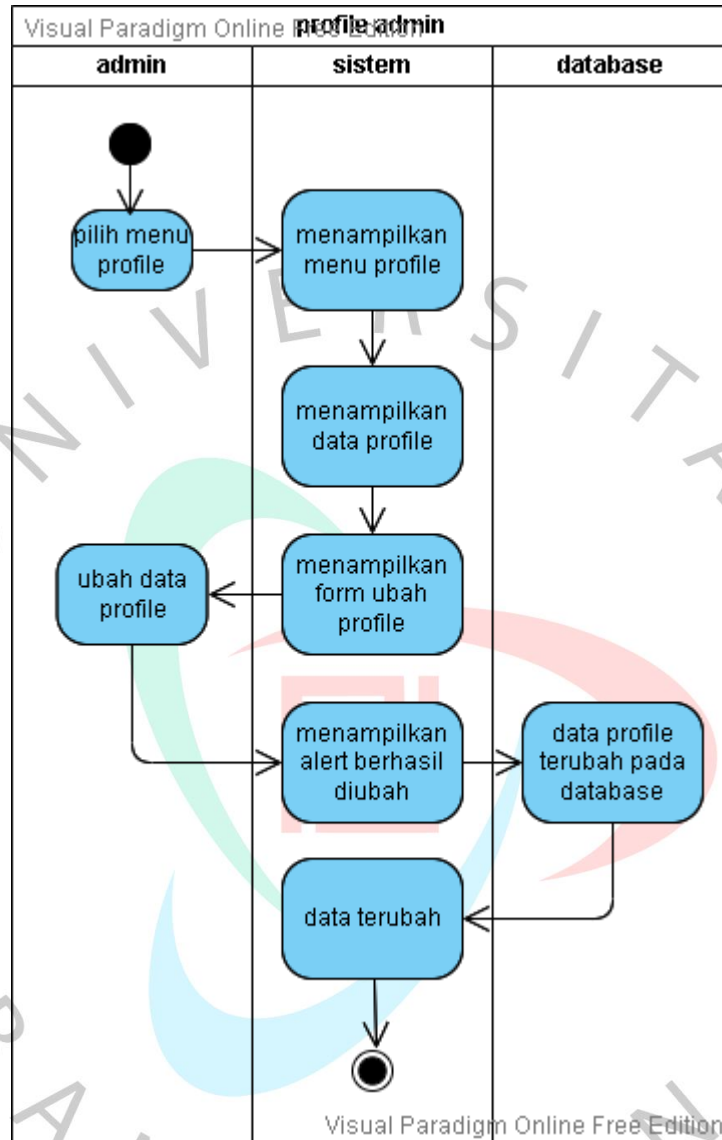 Visual Paradigm Online Free Edition
profile admin
admin
sistem
database
pilih menu
profile
menampilkan
menu profile
menampilkan
data profile
menampilkan
form ubah
profile
ubah data
profile
menampilkan
alert berhasil
diubah
data profile
terubah pada
database
data terubah
Visual Paradigm Online Free Edition